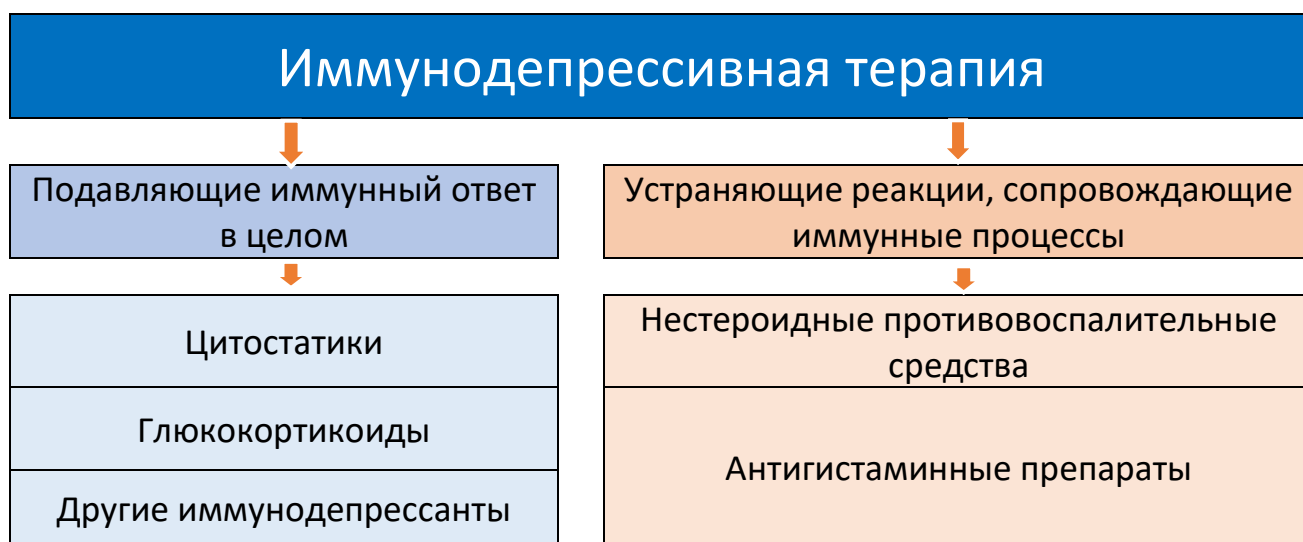 Иммунодепрессивная терапия
Подавляющие иммунный ответ
в целом
Цитостатики
Глюкокортикоиды
Другие иммунодепрессанты
Устраняющие реакции, сопровождающие
иммунные процессы
Нестероидные противовоспалительные
средства
Антигистаминные препараты